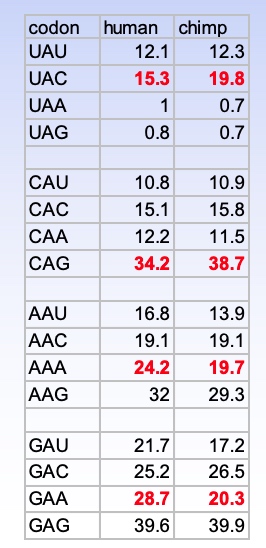 codon human chimp
UAU 12.1 12.3
UAC 15.3 19.8
UAA 1 0.7
UAG 0.8 0.7
CAU 10.8 10.9
CAC 15.1 15.8
CAA 12.2 11.5
CAG 34.2 38.7
AAU 16.8 13.9
AAC 19.1 19.1
AAA 24.2 19.7
AAG 32 29.3
GAU 21.7 17.2
GAC 25.2 26.5
GAA 28.7 20.3
GAG 39.6 39.9